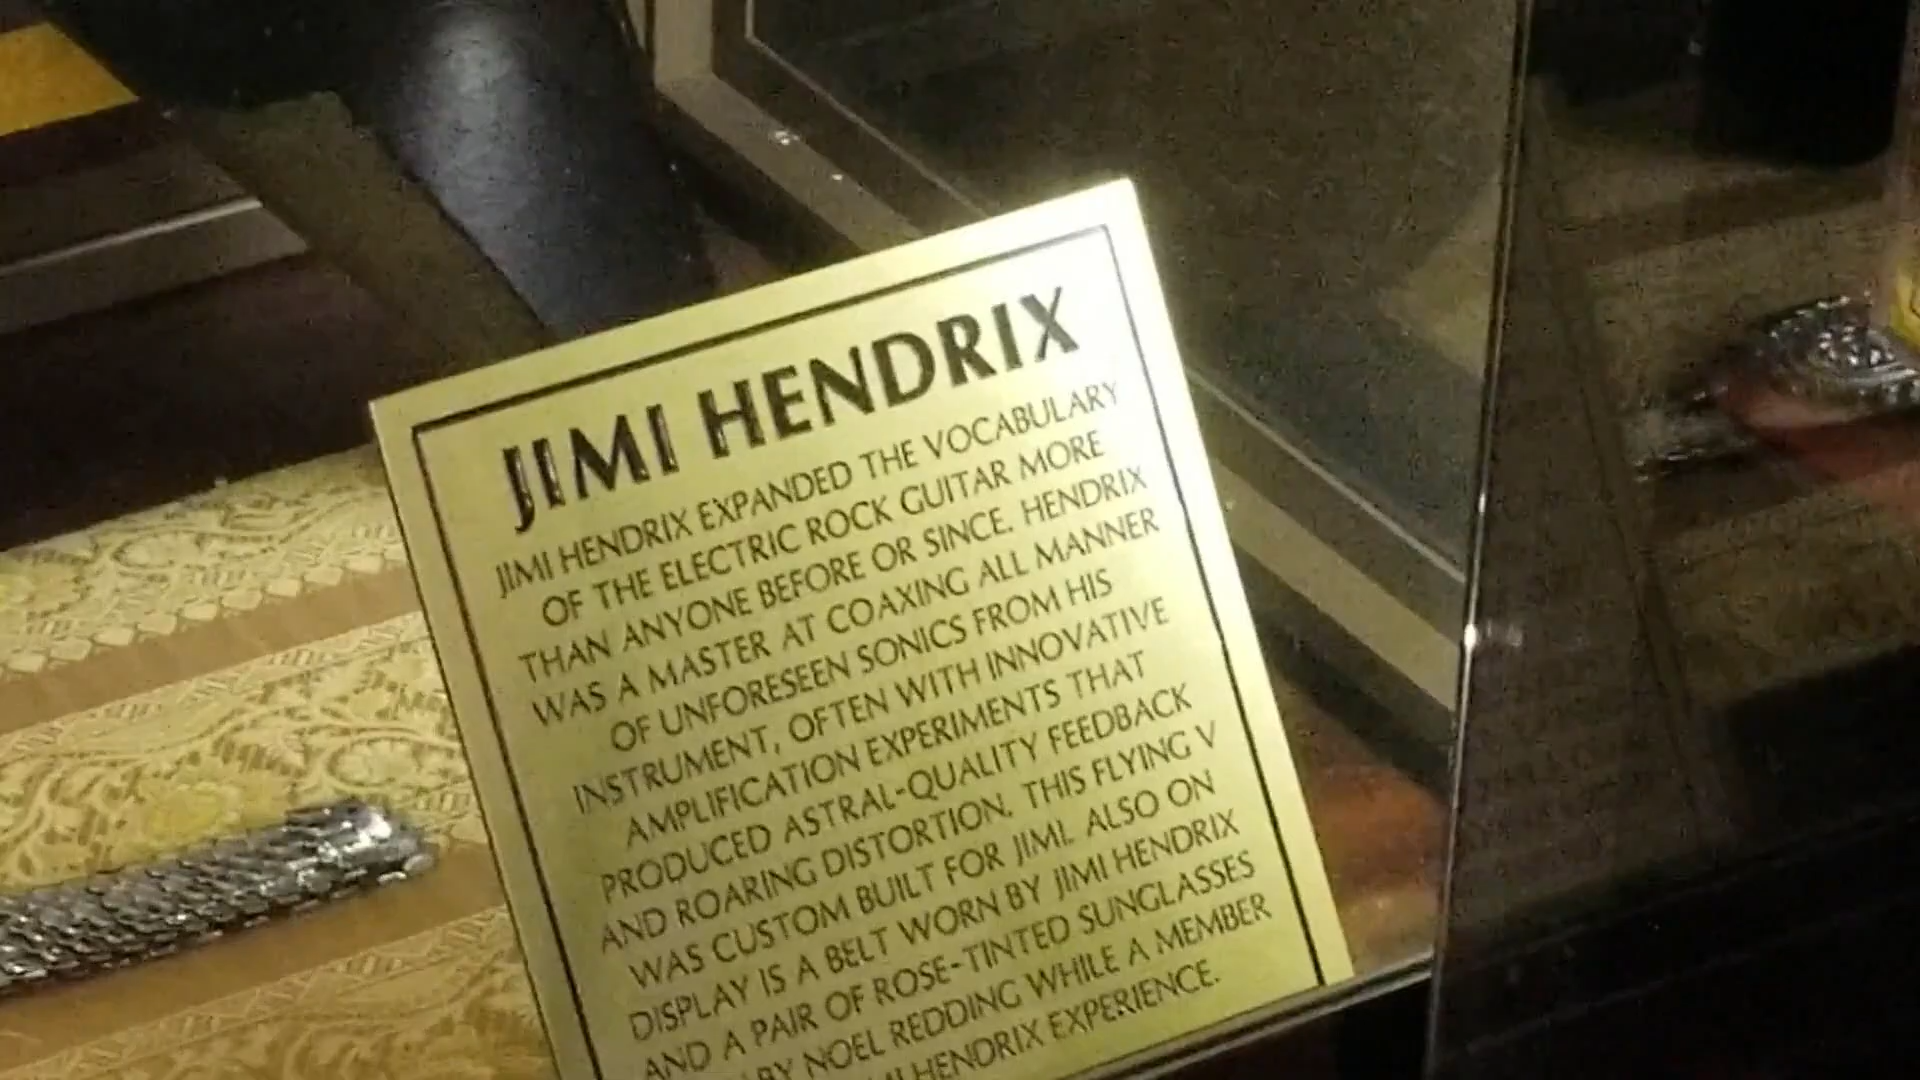 JIMI HENDRIX
JIMI HENDRIX EXPANDED THE VOCABULARY
OF THE ELECTRIC ROCK GUITAR MORE
THAN ANYONE BEFORE OR SINCE. HENDRIX
WAS A MASTER AT COAXING ALL MANNER
OF UNFORESEEN SONICS FROM HIS
INSTRUMENT, OFTEN WITH INNOVATIVE
AMPLIFICATION EXPERIMENTS THAT
PRODUCED ASTRAL-QUALITY FEEDBACK
AND ROARING DISTORTION. THIS FLYING V
WAS CUSTOM BUILT FOR JIMI. ALSO ON
DISPLAY IS A BELT WORN BY JIMI HENDRIX
AND A PAIR OF ROSE-TINTED SUNGLASSES
BY NOEL REDDING WHILE A MEMBER
HENDRIX EXPERIENCE.